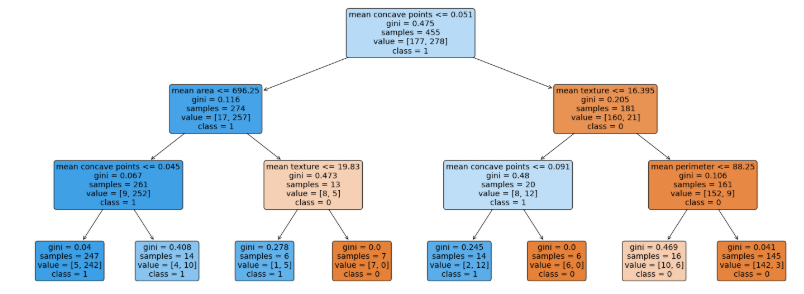 mean concave points <= 0.051
gini = 0.475
samples = 455
value = [177, 278]
class = 1
mean area <= 696.25
gini = 0.116
samples = 274
value = [17, 257]
class = 1
mean texture <= 16.395
gini = 0.205
samples = 181
value = [160, 21]
class = 0
mean concave points <= 0.045
gini = 0.067
samples = 261
value = [9, 252]
class = 1
mean texture <= 19.83
gini = 0.473
samples = 13
value = [8, 5]
class = 0
mean concave points <= 0.091
gini = 0.48
samples = 20
value = [8, 12]
class = 1
mean perimeter <= 88.25
gini = 0.106
samples = 161
value = [152, 9]
class = 0
gini = 0.04
samples = 247
value = [5, 242]
class = 1
gini = 0.408
samples = 14
value = [4, 10]
class = 1
gini = 0.278
samples = 6
value = [1, 5]
class = 1
gini = 0.0
samples = 7
value = [7, 0]
class = 0
gini = 0.245
samples = 14
value = [2, 12]
class = 1
gini = 0.0
samples = 6
value = [6, 0]
class = 0
gini = 0.469
samples = 16
value = [10, 6]
class = 0
gini = 0.041
samples = 145
value = [142, 3]
class = 0